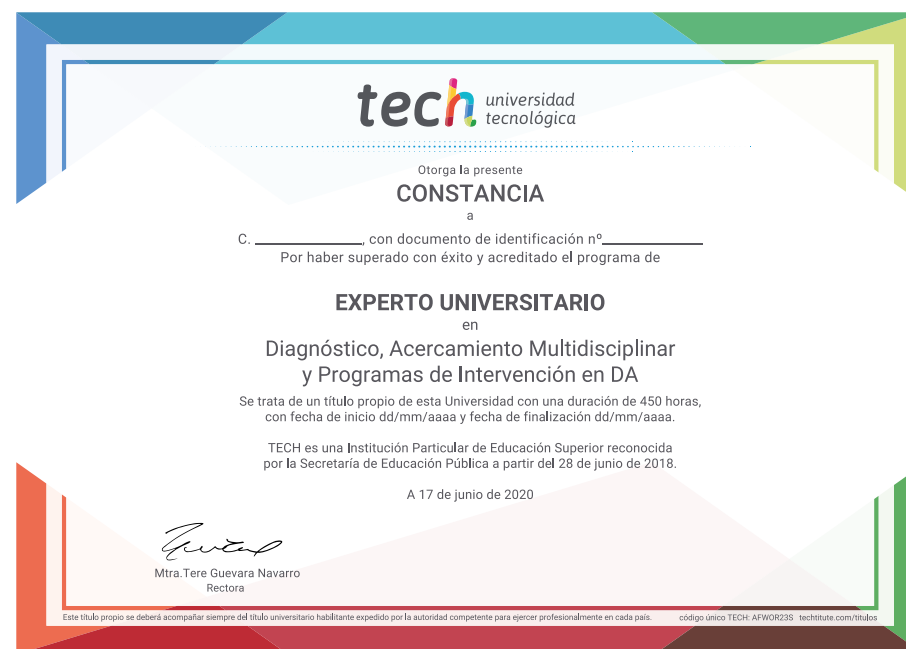 tech universidad
tecnológica
Otorga la presente
CONSTANCIA
a
C. ____________, con documento de identificación nº____________
Por haber superado con éxito y acreditado el programa de
EXPERTO UNIVERSITARIO
en
Diagnóstico, Acercamiento Multidisciplinar
y Programas de Intervención en DA
Se trata de un título propio de esta Universidad con una duración de 450 horas,
con fecha de inicio dd/mm/aaaa y fecha de finalización dd/mm/aaaa.
TECH es una Institución Particular de Educación Superior reconocida
por la Secretaría de Educación Pública a partir del 28 de junio de 2018.
A 17 de junio de 2020
Mtra.Tere Guevara Navarro
Rectora
Este título propio se deberá acompañar siempre del título universitario habilitante expedido por la autoridad competente para ejercer profesionalmente en cada país. código único TECH: AFWOR23S techtitute.com/titulos